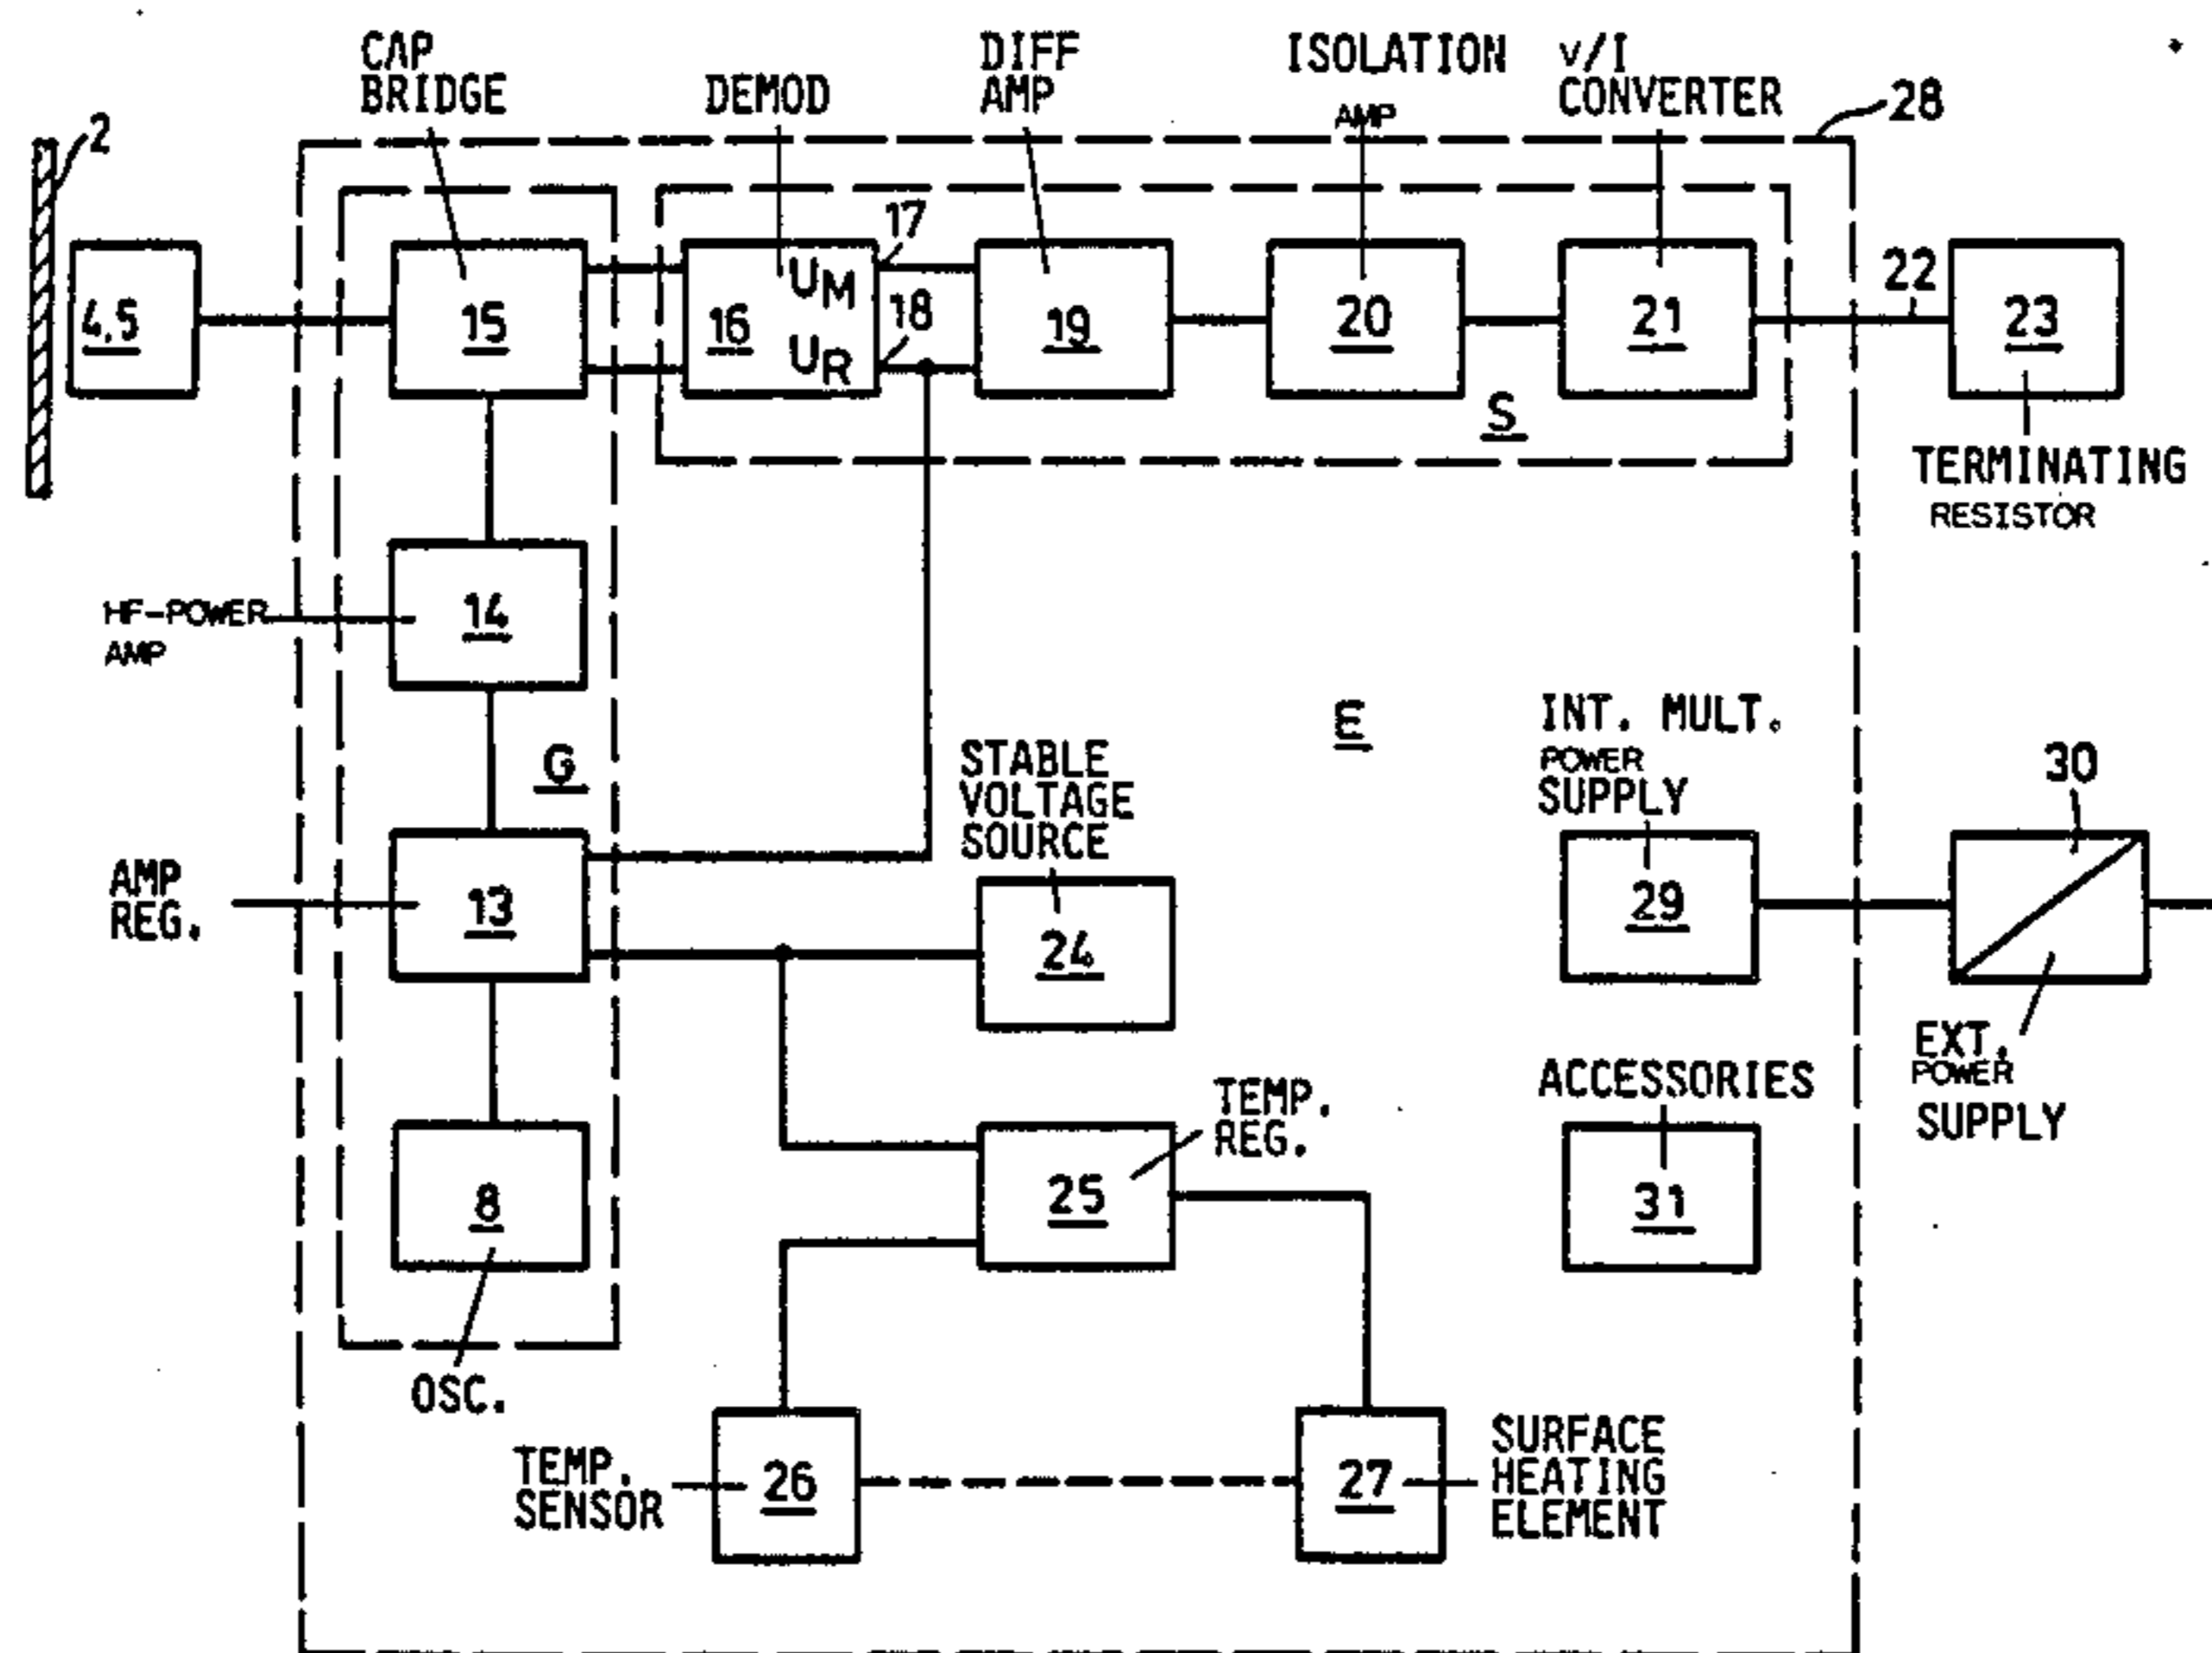 CAP
BRIDGE
DEMOD
DIFF
AMP
ISOLATION
AMP
V/I
CONVERTER
28
2
4.5
15
16
UM
UR
17
18
19
20
21
22
23
S
TERMINATING
RESISTOR
HF-POWER
AMP
14
G
E
INT. MULT.
POWER
SUPPLY
30
STABLE
VOLTAGE
SOURCE
AMP
REG.
13
24
29
EXT.
POWER
SUPPLY
ACCESSORIES
TEMP.
REG.
8
25
31
OSC.
TEMP.
SENSOR
26
27
SURFACE
HEATING
ELEMENT